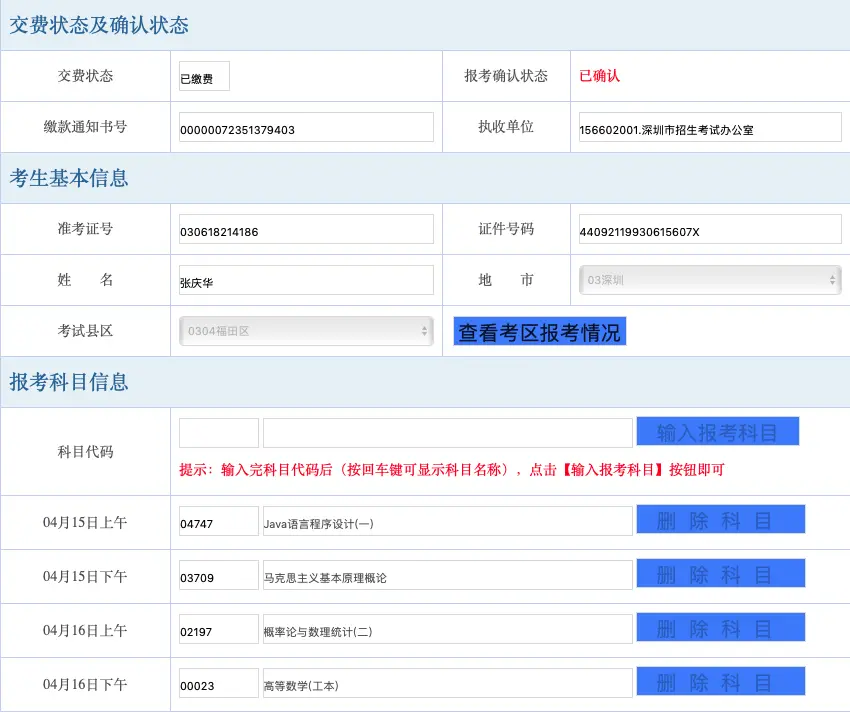 交费状态及确认状态
交费状态 已缴费 报考确认状态 已确认
缴款通知书号 00000072351379403 执收单位 156602001.深圳市招生考试办公室
考生基本信息
准考证号 030618214186 证件号码 44092119930615607X
姓 名 张庆华 地 市 03深圳
考试县区 0304福田区 查看考区报考情况
报考科目信息
科目代码 输入报考科目
提示：输入完科目代码后（按回车键可显示科目名称），点击【输入报考科目】按钮即可
04月15日上午 04747 Java语言程序设计(一) 删 除 科 目
04月15日下午 03709 马克思主义基本原理概论 删 除 科 目
04月16日上午 02197 概率论与数理统计(二) 删 除 科 目
04月16日下午 00023 高等数学(工本) 删 除 科 目